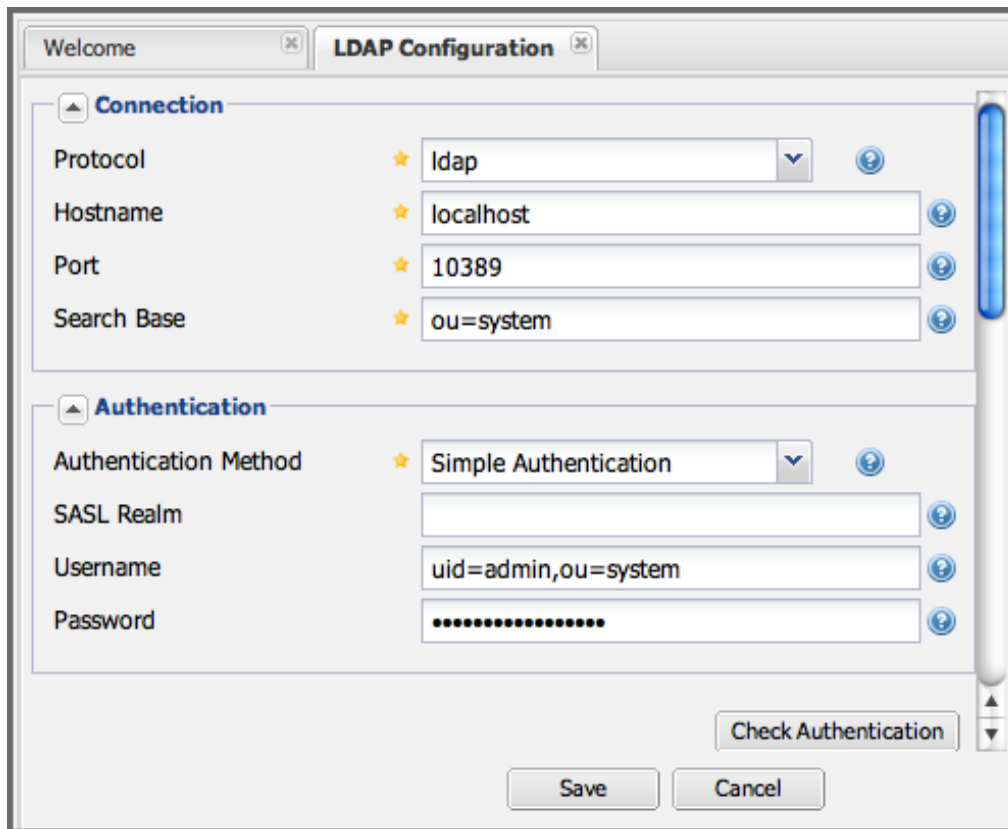 Welcome LDAP Configuration
Connection
Protocol ldap
Hostname localhost
Port 10389
Search Base ou=system
Authentication
Authentication Method Simple Authentication
SASL Realm
Username uid=admin,ou=system
Password •••••••••••••••••
Check Authentication
Save Cancel